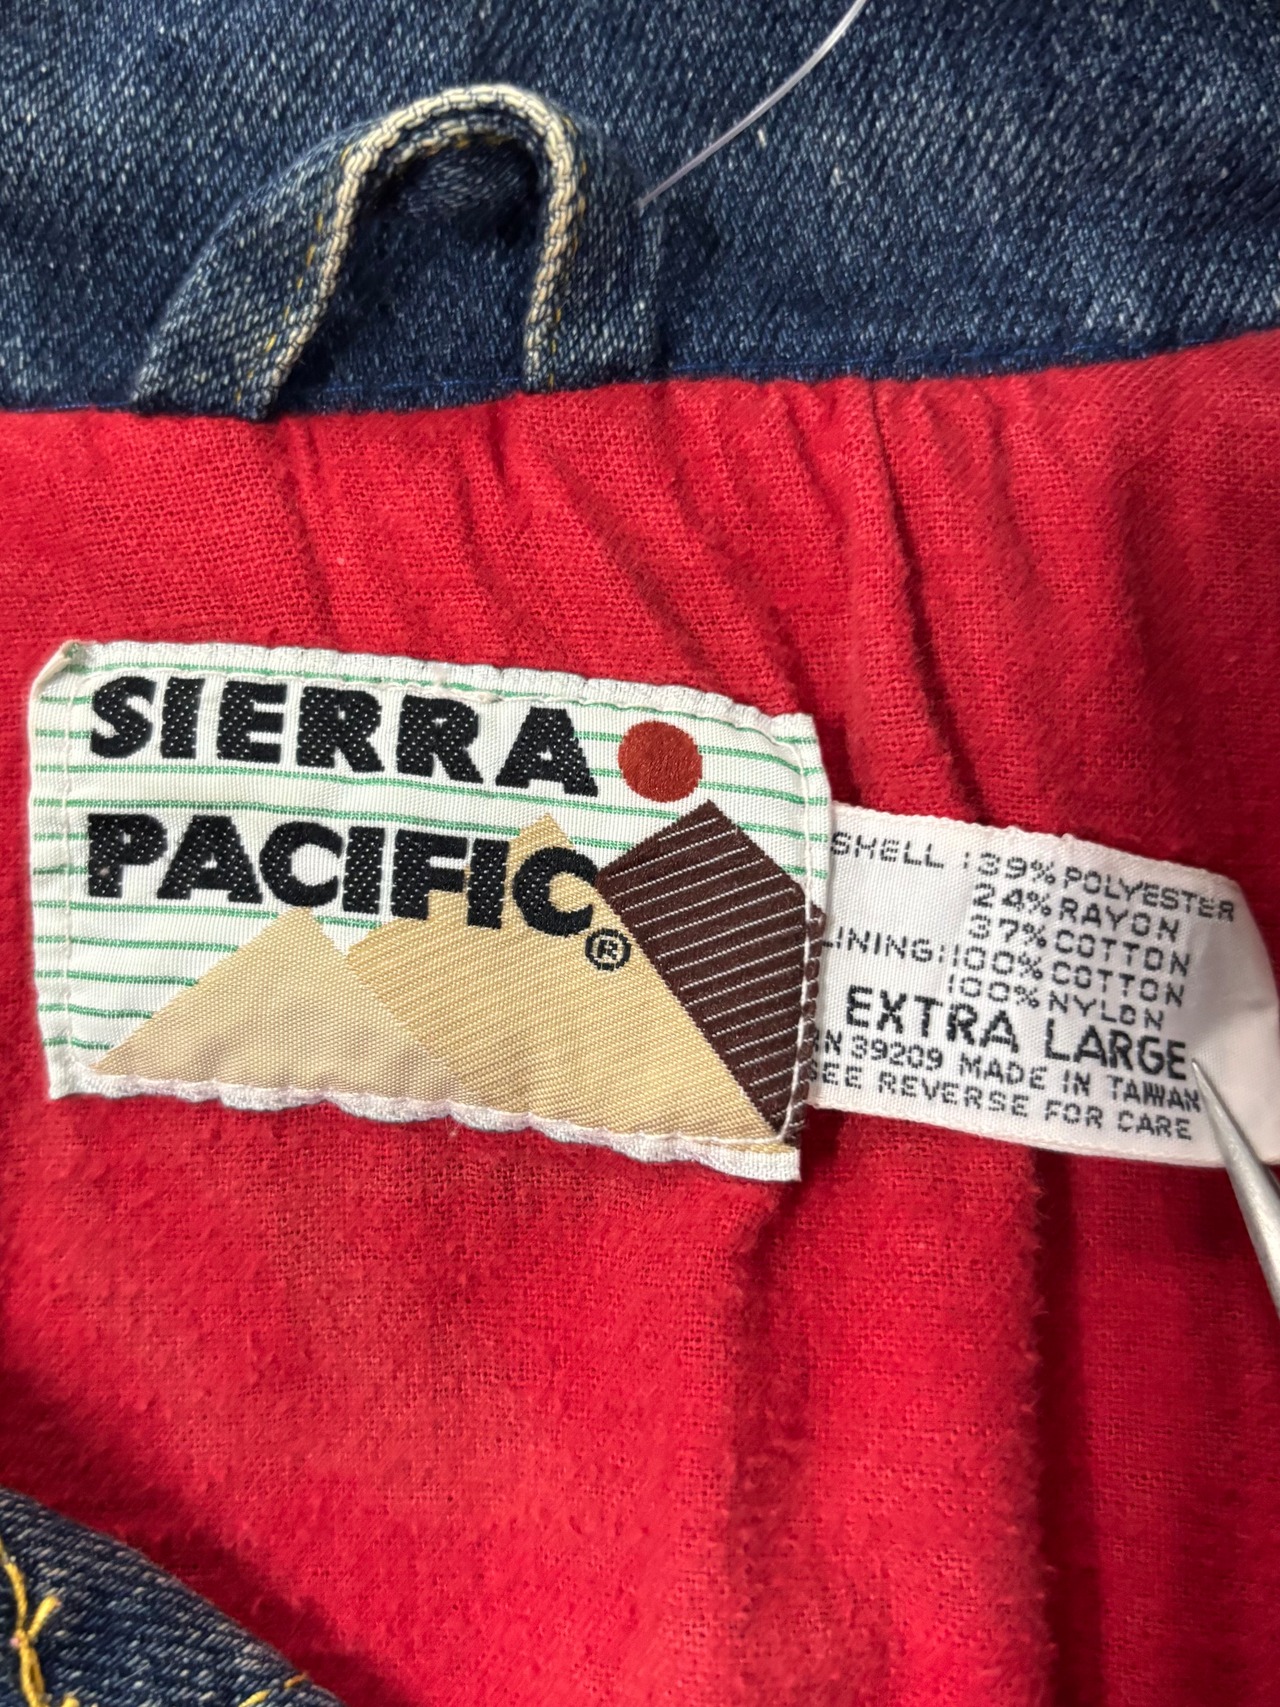 SIERRA
PACIFIC®
SHELL: 39% POLYESTER
24% RAYON
37% COTTON
LINING: 100% COTTON
100% NYLON
EXTRA LARGE
RN 39209 MADE IN TAIWAN
SEE REVERSE FOR CARE